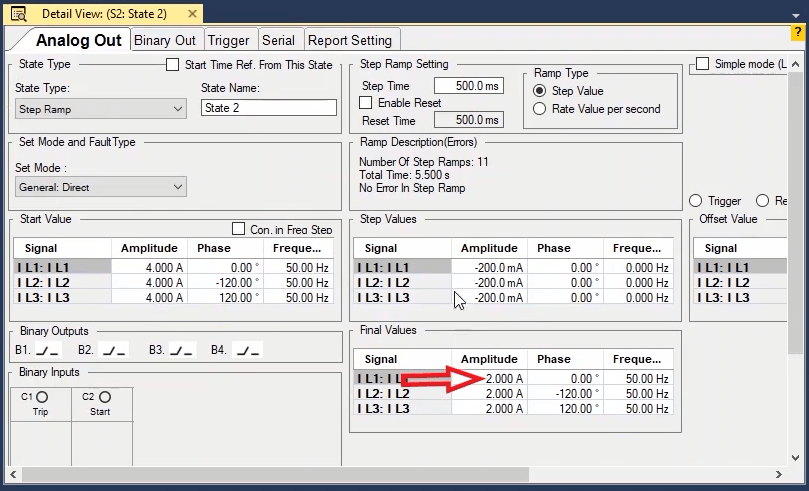 Detail View: (S2: State 2)
?
Analog Out Binary Out Trigger Serial Report Setting
State Type
Start Time Ref. From This State
State Type:
State Name:
Step Ramp
State 2
Step Ramp Setting
Step Time 500.0 ms
Enable Reset
Reset Time 500.0 ms
Ramp Type
Step Value
Rate Value per second
Simple mode (L
Set Mode and FaultType
Set Mode :
General: Direct
Ramp Description(Errors)
Number Of Step Ramps: 11
Total Time: 5.500 s
No Error In Step Ramp
Trigger Re
Start Value
Con. in Freq Step
Signal Amplitude Phase Freque...
I L1: I L1 4.000 A 0.00 ° 50.00 Hz
I L2: I L2 4.000 A -120.00 ° 50.00 Hz
I L3: I L3 4.000 A 120.00 ° 50.00 Hz
Step Values
Signal Amplitude Phase Freque...
I L1: I L1 -200.0 mA 0.00 ° 0.000 Hz
I L2: I L2 -200.0 mA 0.00 ° 0.000 Hz
I L3: I L3 -200.0 mA 0.00 ° 0.000 Hz
Offset Value
Signal
I L1: I L1
I L2: I L2
I L3: I L3
Binary Outputs
B1. B2. B3. B4.
Binary Inputs
C1 C2
Trip Start
Final Values
Signal Amplitude Phase Freque...
I L1: I L 2.000 A 0.00 ° 50.00 Hz
I L2: I L2 2.000 A -120.00 ° 50.00 Hz
I L3: I L3 2.000 A 120.00 ° 50.00 Hz